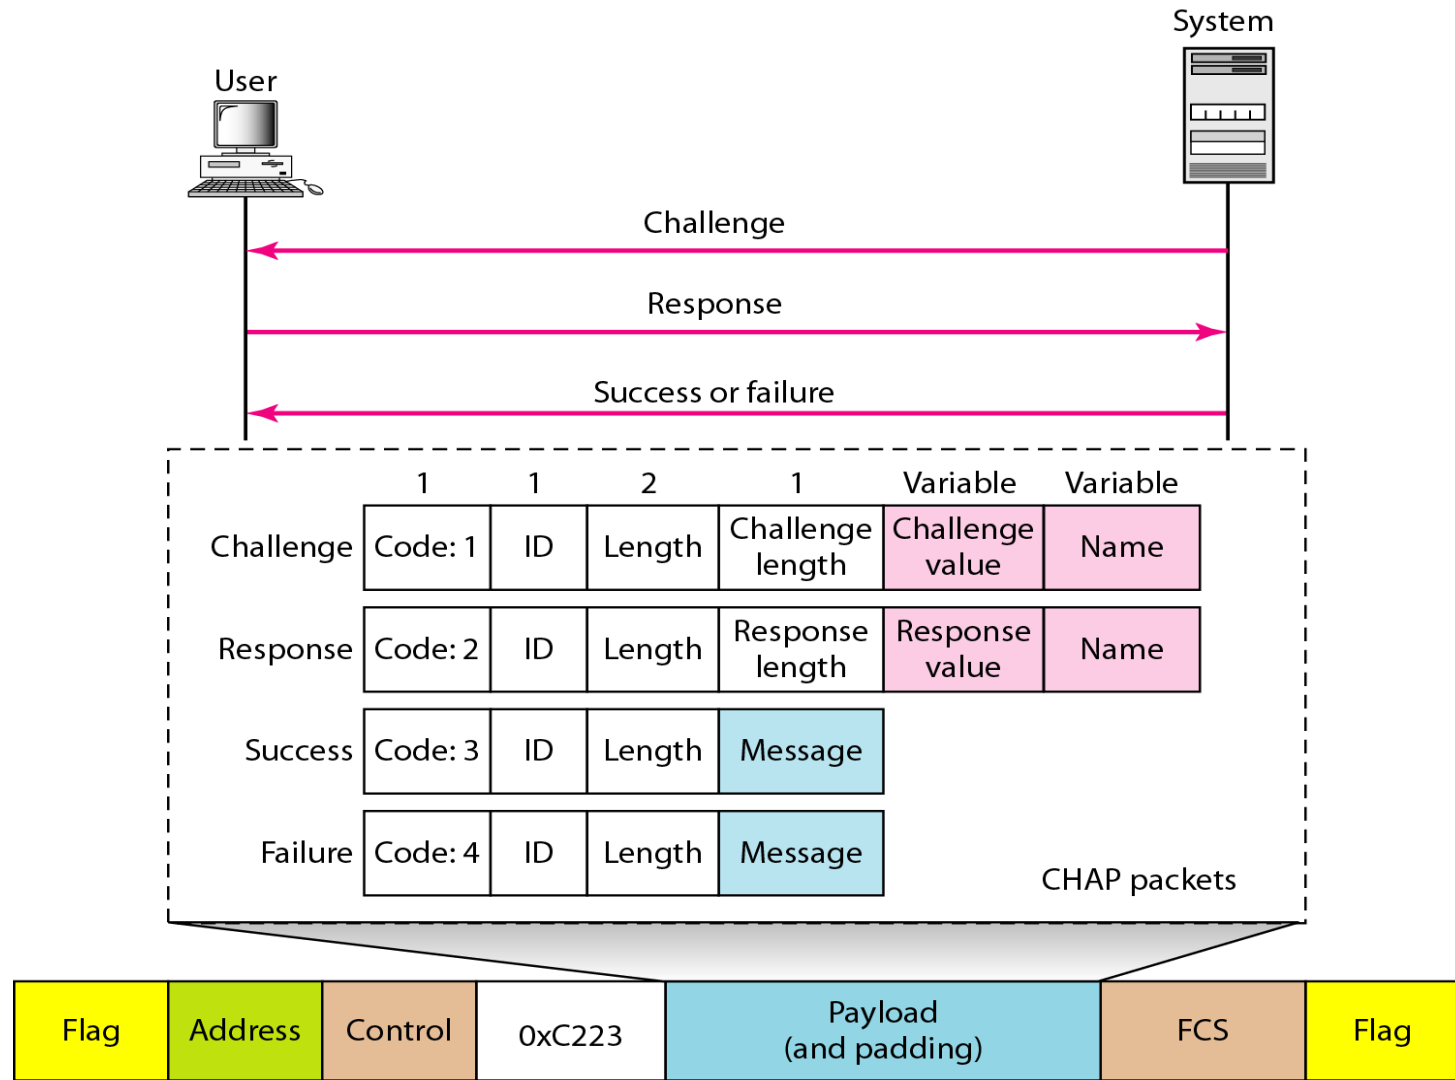 System
User
Challenge
Response
Success or failure
1 1 2 1 Variable Variable
Challenge Code: 1 ID Length Challenge length Challenge value Name
Response Code: 2 ID Length Response length Response value Name
Success Code: 3 ID Length Message
Failure Code: 4 ID Length Message
CHAP packets
Flag Address Control 0xC223 Payload (and padding) FCS Flag